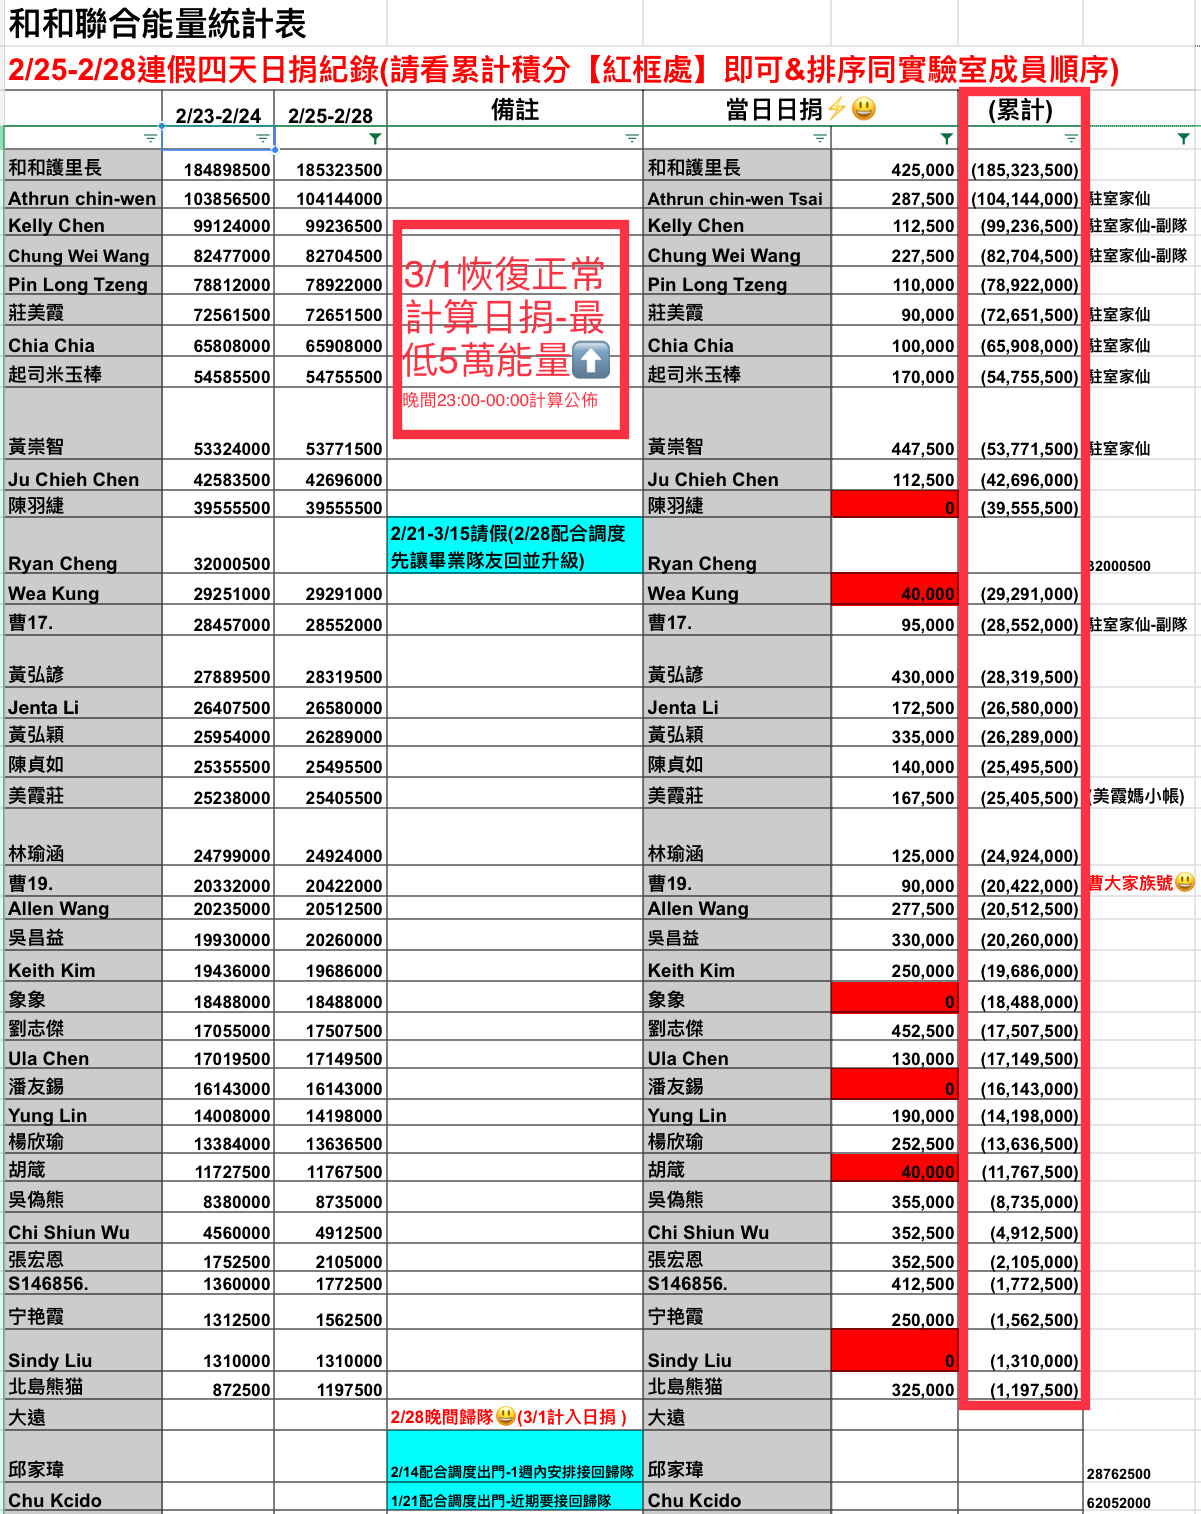 和和聯合能量統計表
2/25-2/28連假四天日捐紀錄(請看累計積分【紅框處】即可&排序同實驗室成員順序)
2/23-2/24 2/25-2/28 備註 當日日捐⚡😃 (累計)
和和護里長 184898500 185323500 和和護里長 425,000 (185,323,500)
Athrun chin-wen 103856500 104144000 Athrun chin-wen Tsai 287,500 (104,144,000) 駐室家仙
Kelly Chen 99124000 99236500 Kelly Chen 112,500 (99,236,500) 駐室家仙-副隊
Chung Wei Wang 82477000 82704500 Chung Wei Wang 227,500 (82,704,500) 駐室家仙-副隊
Pin Long Tzeng 78812000 78922000 Pin Long Tzeng 110,000 (78,922,000)
莊美霞 72561500 72651500 莊美霞 90,000 (72,651,500) 駐室家仙
Chia Chia 65808000 65908000 Chia Chia 100,000 (65,908,000) 駐室家仙
起司米玉棒 54585500 54755500 起司米玉棒 170,000 (54,755,500) 駐室家仙
3/1恢復正常
計算日捐-最
低5萬能量⬆️
晚間23:00-00:00計算公佈
黃崇智 53324000 53771500 黃崇智 447,500 (53,771,500) 駐室家仙
Ju Chieh Chen 42583500 42696000 Ju Chieh Chen 112,500 (42,696,000)
陳羽緁 39555500 39555500 陳羽緁 0 (39,555,500)
2/21-3/15請假(2/28配合調度
先讓畢業隊友回並升級)
Ryan Cheng 32000500 Ryan Cheng 32000500
Wea Kung 29251000 29291000 Wea Kung 40,000 (29,291,000)
曹17. 28457000 28552000 曹17. 95,000 (28,552,000) 駐室家仙-副隊
黃弘諺 27889500 28319500 黃弘諺 430,000 (28,319,500)
Jenta Li 26407500 26580000 Jenta Li 172,500 (26,580,000)
黃弘穎 25954000 26289000 黃弘穎 335,000 (26,289,000)
陳貞如 25355500 25495500 陳貞如 140,000 (25,495,500)
美霞莊 25238000 25405500 美霞莊 167,500 (25,405,500) (美霞媽小帳)
林瑜涵 24799000 24924000 林瑜涵 125,000 (24,924,000)
曹19. 20332000 20422000 曹19. 90,000 (20,422,000) 曹大家族號😃
Allen Wang 20235000 20512500 Allen Wang 277,500 (20,512,500)
吳昌益 19930000 20260000 吳昌益 330,000 (20,260,000)
Keith Kim 19436000 19686000 Keith Kim 250,000 (19,686,000)
象象 18488000 18488000 象象 0 (18,488,000)
劉志傑 17055000 17507500 劉志傑 452,500 (17,507,500)
Ula Chen 17019500 17149500 Ula Chen 130,000 (17,149,500)
潘友錫 16143000 16143000 潘友錫 0 (16,143,000)
Yung Lin 14008000 14198000 Yung Lin 190,000 (14,198,000)
楊欣瑜 13384000 13636500 楊欣瑜 252,500 (13,636,500)
胡箴 11727500 11767500 胡箴 40,000 (11,767,500)
吳偽熊 8380000 8735000 吳偽熊 355,000 (8,735,000)
Chi Shiun Wu 4560000 4912500 Chi Shiun Wu 352,500 (4,912,500)
張宏恩 1752500 2105000 張宏恩 352,500 (2,105,000)
S146856. 1360000 1772500 S146856. 412,500 (1,772,500)
宁艳霞 1312500 1562500 宁艳霞 250,000 (1,562,500)
Sindy Liu 1310000 1310000 Sindy Liu 0 (1,310,000)
北島熊猫 872500 1197500 北島熊猫 325,000 (1,197,500)
大遠 2/28晚間歸隊😃(3/1計入日捐 ) 大遠
邱家瑋 2/14配合調度出門-1週內安排接回歸隊 邱家瑋 28762500
Chu Kcido 1/21配合調度出門-近期要接回歸隊 Chu Kcido 62052000